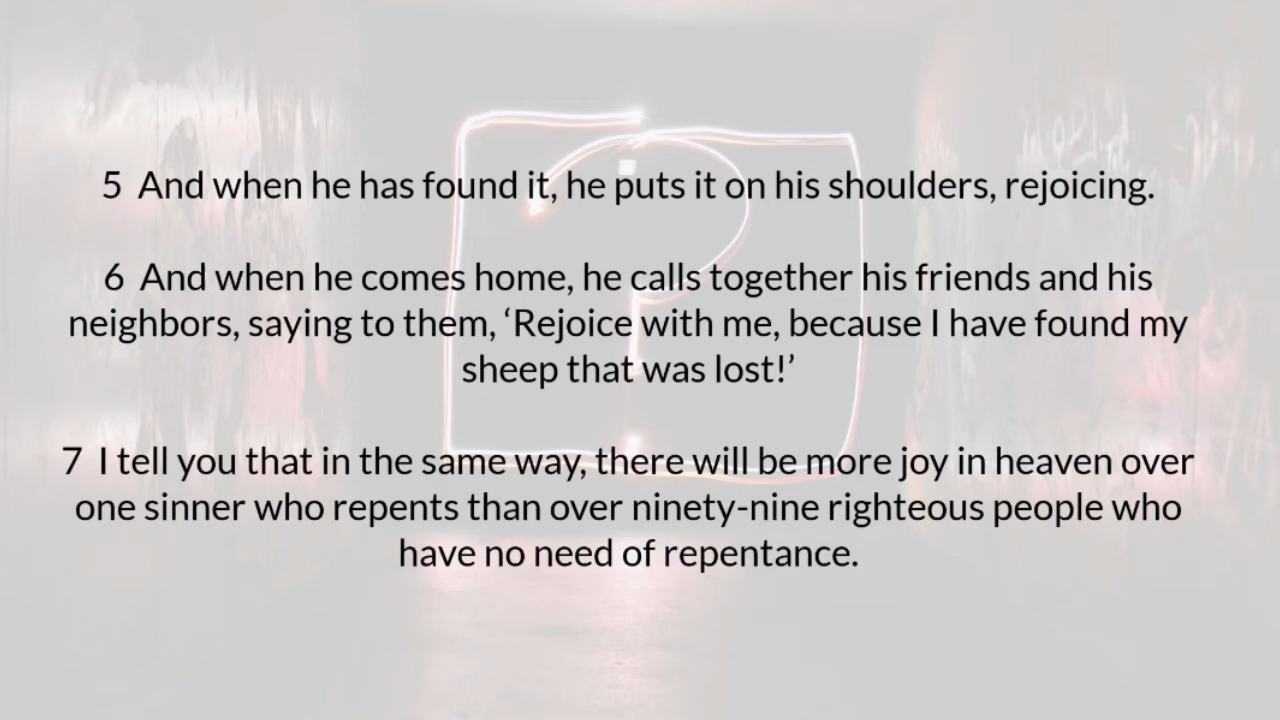 5 And when he has found it, he puts it on his shoulders, rejoicing.
6 And when he comes home, he calls together his friends and his
neighbors, saying to them, ‘Rejoice with me, because I have found my
sheep that was lost!’
7 I tell you that in the same way, there will be more joy in heaven over
one sinner who repents than over ninety-nine righteous people who
have no need of repentance.